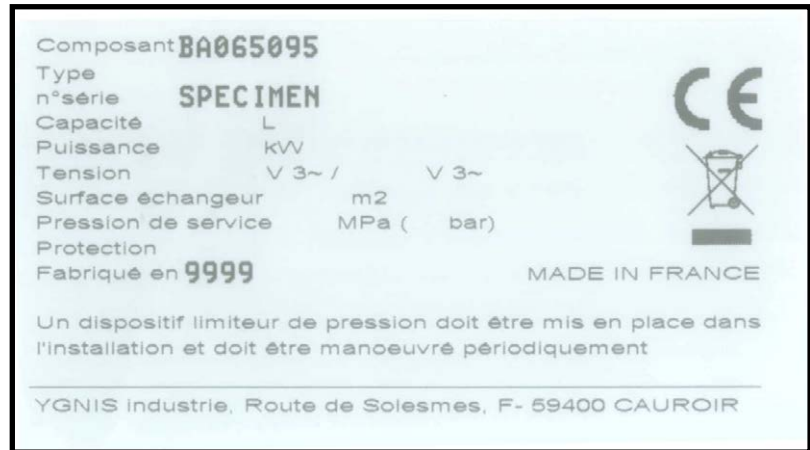 Composant BA065095
Type
n°série SPECIMEN
Capacité L
Puissance kW
Tension V 3~ / V 3~
Surface échangeur m2
Pression de service MPa ( bar)
Protection
Fabriqué en 9999
CE
MADE IN FRANCE
Un dispositif limiteur de pression doit être mis en place dans
l'installation et doit être manoeuvré périodiquement
YGNIS industrie, Route de Solesmes, F- 59400 CAUROIR